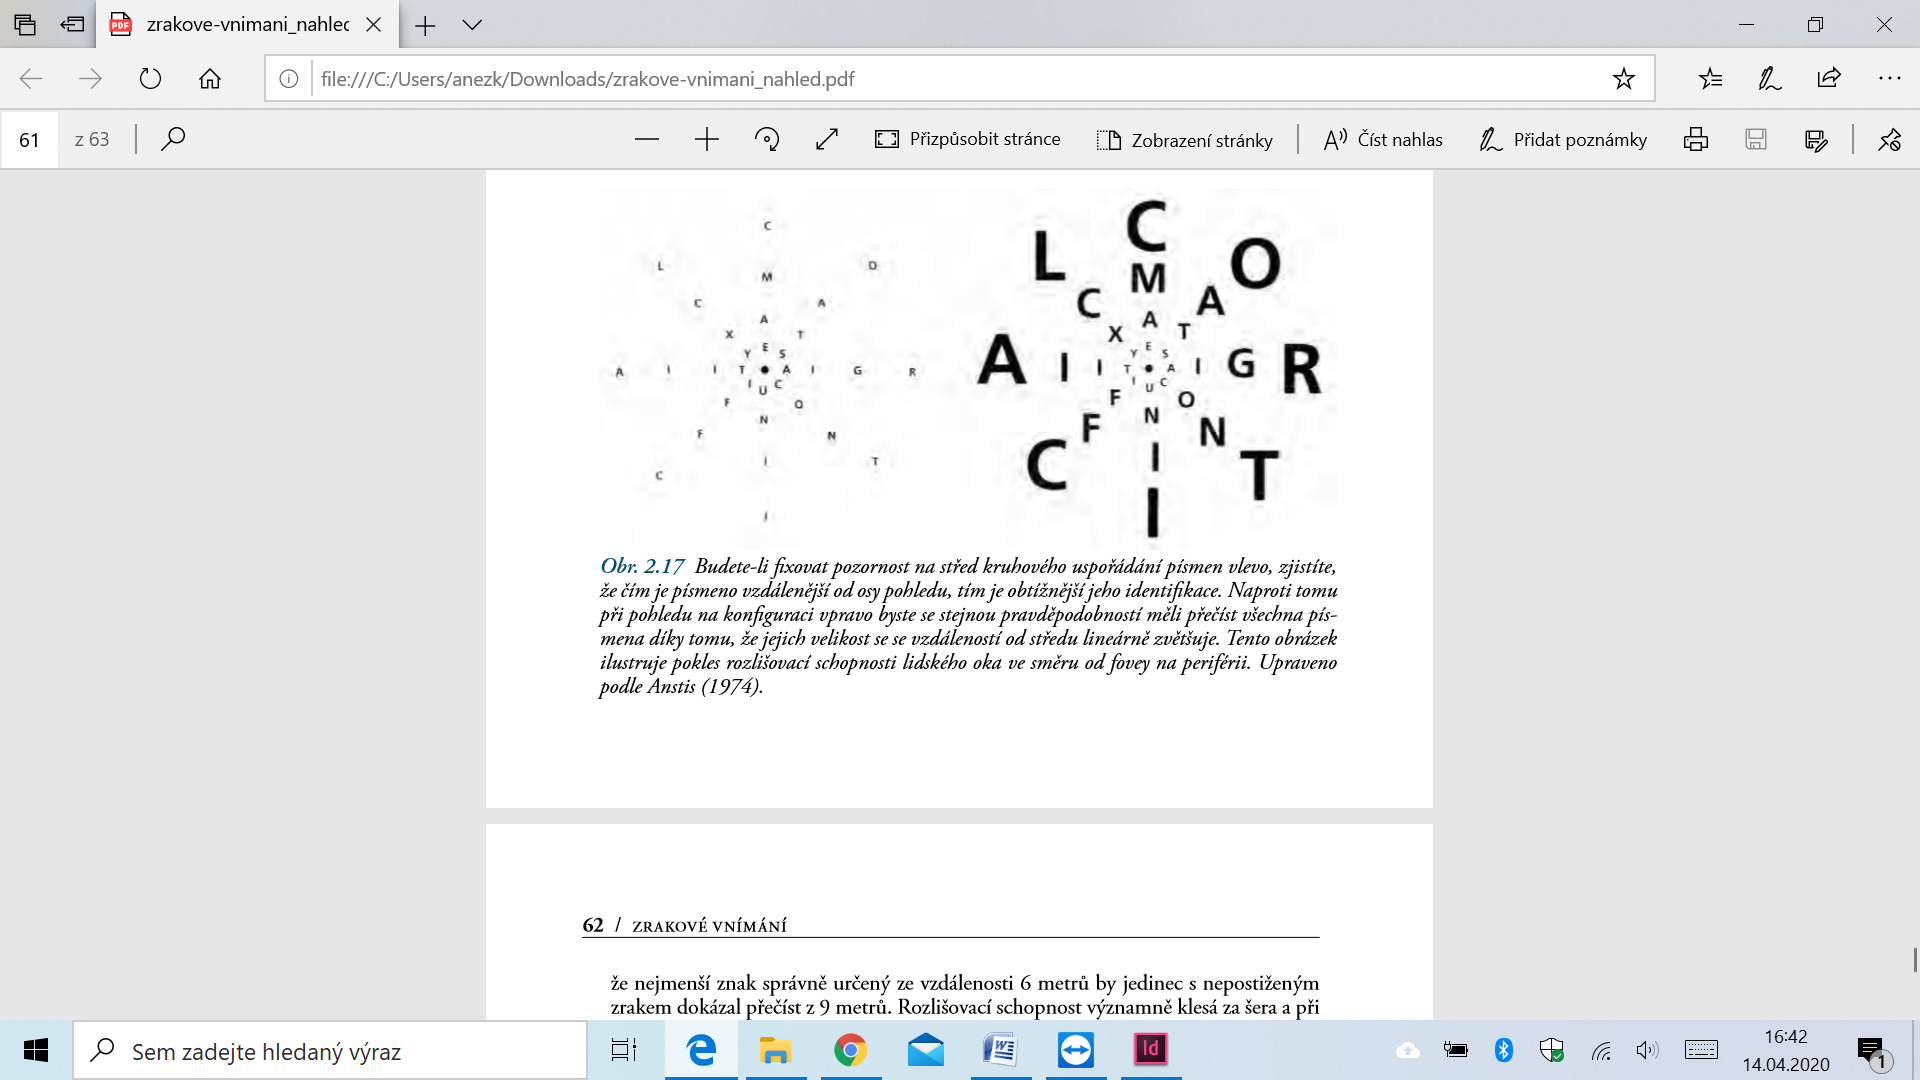 zrakove-vnimani_nahled
file:///C:/Users/anezk/Downloads/zrakove-vnimani_nahled.pdf
61 z 63
Přizpůsobit stránce
Zobrazení stránky
Číst nahlas
Přidat poznámky
C
L O
M
C A
A
X T
E
Y S
A I I T A I G R
I U C
F O
N
F N
I T
C
I
C
L O
M
C A
A
X T
E
Y S
A I I T A I G R
I U C
F O
N
F N
I
C T
I
Obr. 2.17 Budete-li fixovat pozornost na střed kruhového uspořádání písmen vlevo, zjistíte,
že čím je písmeno vzdálenější od osy pohledu, tím je obtížnější jeho identifikace. Naproti tomu
při pohledu na konfiguraci vpravo byste se stejnou pravděpodobností měli přečíst všechna pís-
mena díky tomu, že jejich velikost se se vzdáleností od středu lineárně zvětšuje. Tento obrázek
ilustruje pokles rozlišovací schopnosti lidského oka ve směru od fovey na periférii. Upraveno
podle Anstis (1974).
62 / ZRAKOVÉ VNÍMÁNÍ
že nejmenší znak správně určený ze vzdálenosti 6 metrů by jedinec s nepostiženým
zrakem dokázal přečíst z 9 metrů. Rozlišovací schopnost významně klesá za šera a při
Sem zadejte hledaný výraz
16:42
14.04.2020
1